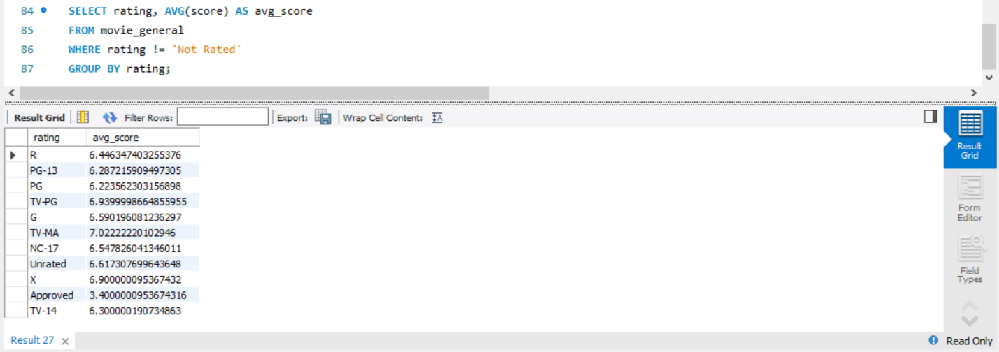 84 SELECT rating, AVG(score) AS avg_score
85 FROM movie_general
86 WHERE rating != 'Not Rated'
87 GROUP BY rating;
Result Grid Filter Rows: Export: Wrap Cell Content: IA
rating avg_score
R 6.446347403255376
PG-13 6.287215909497305
PG 6.223562303156898
TV-PG 6.9399998664855955
G 6.590196081236297
TV-MA 7.02222220102946
NC-17 6.547826041346011
Unrated 6.617307699643648
X 6.900000095367432
Approved 3.4000000953674316
TV-14 6.300000190734863
Result
Grid
Form
Editor
Field
Types
Result 27 × Read Only